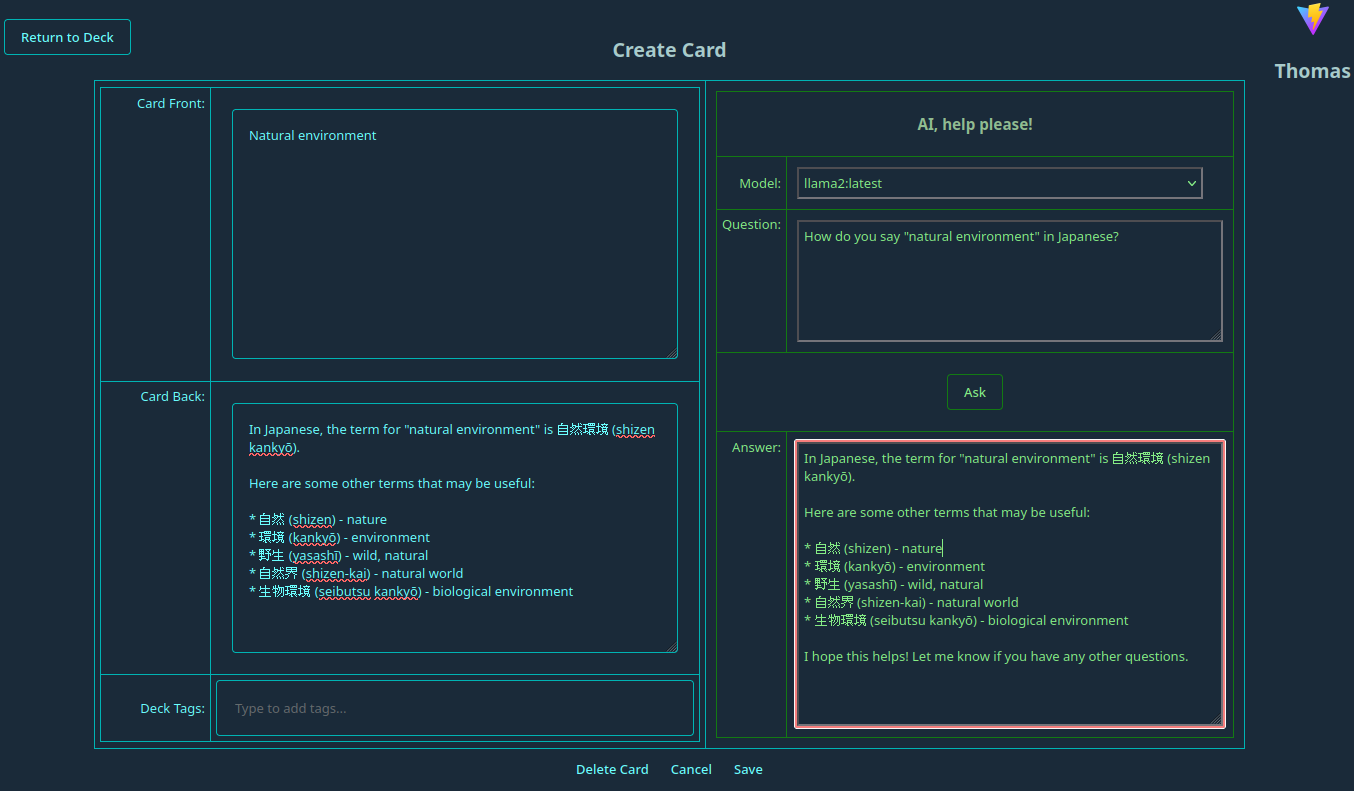 Return to Deck
Create Card
Thomas
Card Front:
Natural environment
Card Back:
In Japanese, the term for "natural environment" is 自然環境 (shizen
kankyō).
Here are some other terms that may be useful:
* 自然 (shizen) - nature
* 環境 (kankyō) - environment
* 野生 (yasashī) - wild, natural
* 自然界 (shizen-kai) - natural world
* 生物環境 (seibutsu kankyō) - biological environment
Deck Tags:
Type to add tags...
AI, help please!
Model:
llama2:latest
Question:
How do you say "natural environment" in Japanese?
Ask
Answer:
In Japanese, the term for "natural environment" is 自然環境 (shizen
kankyō).
Here are some other terms that may be useful:
* 自然 (shizen) - nature
* 環境 (kankyō) - environment
* 野生 (yasashī) - wild, natural
* 自然界 (shizen-kai) - natural world
* 生物環境 (seibutsu kankyō) - biological environment
I hope this helps! Let me know if you have any other questions.
Delete Card
Cancel
Save